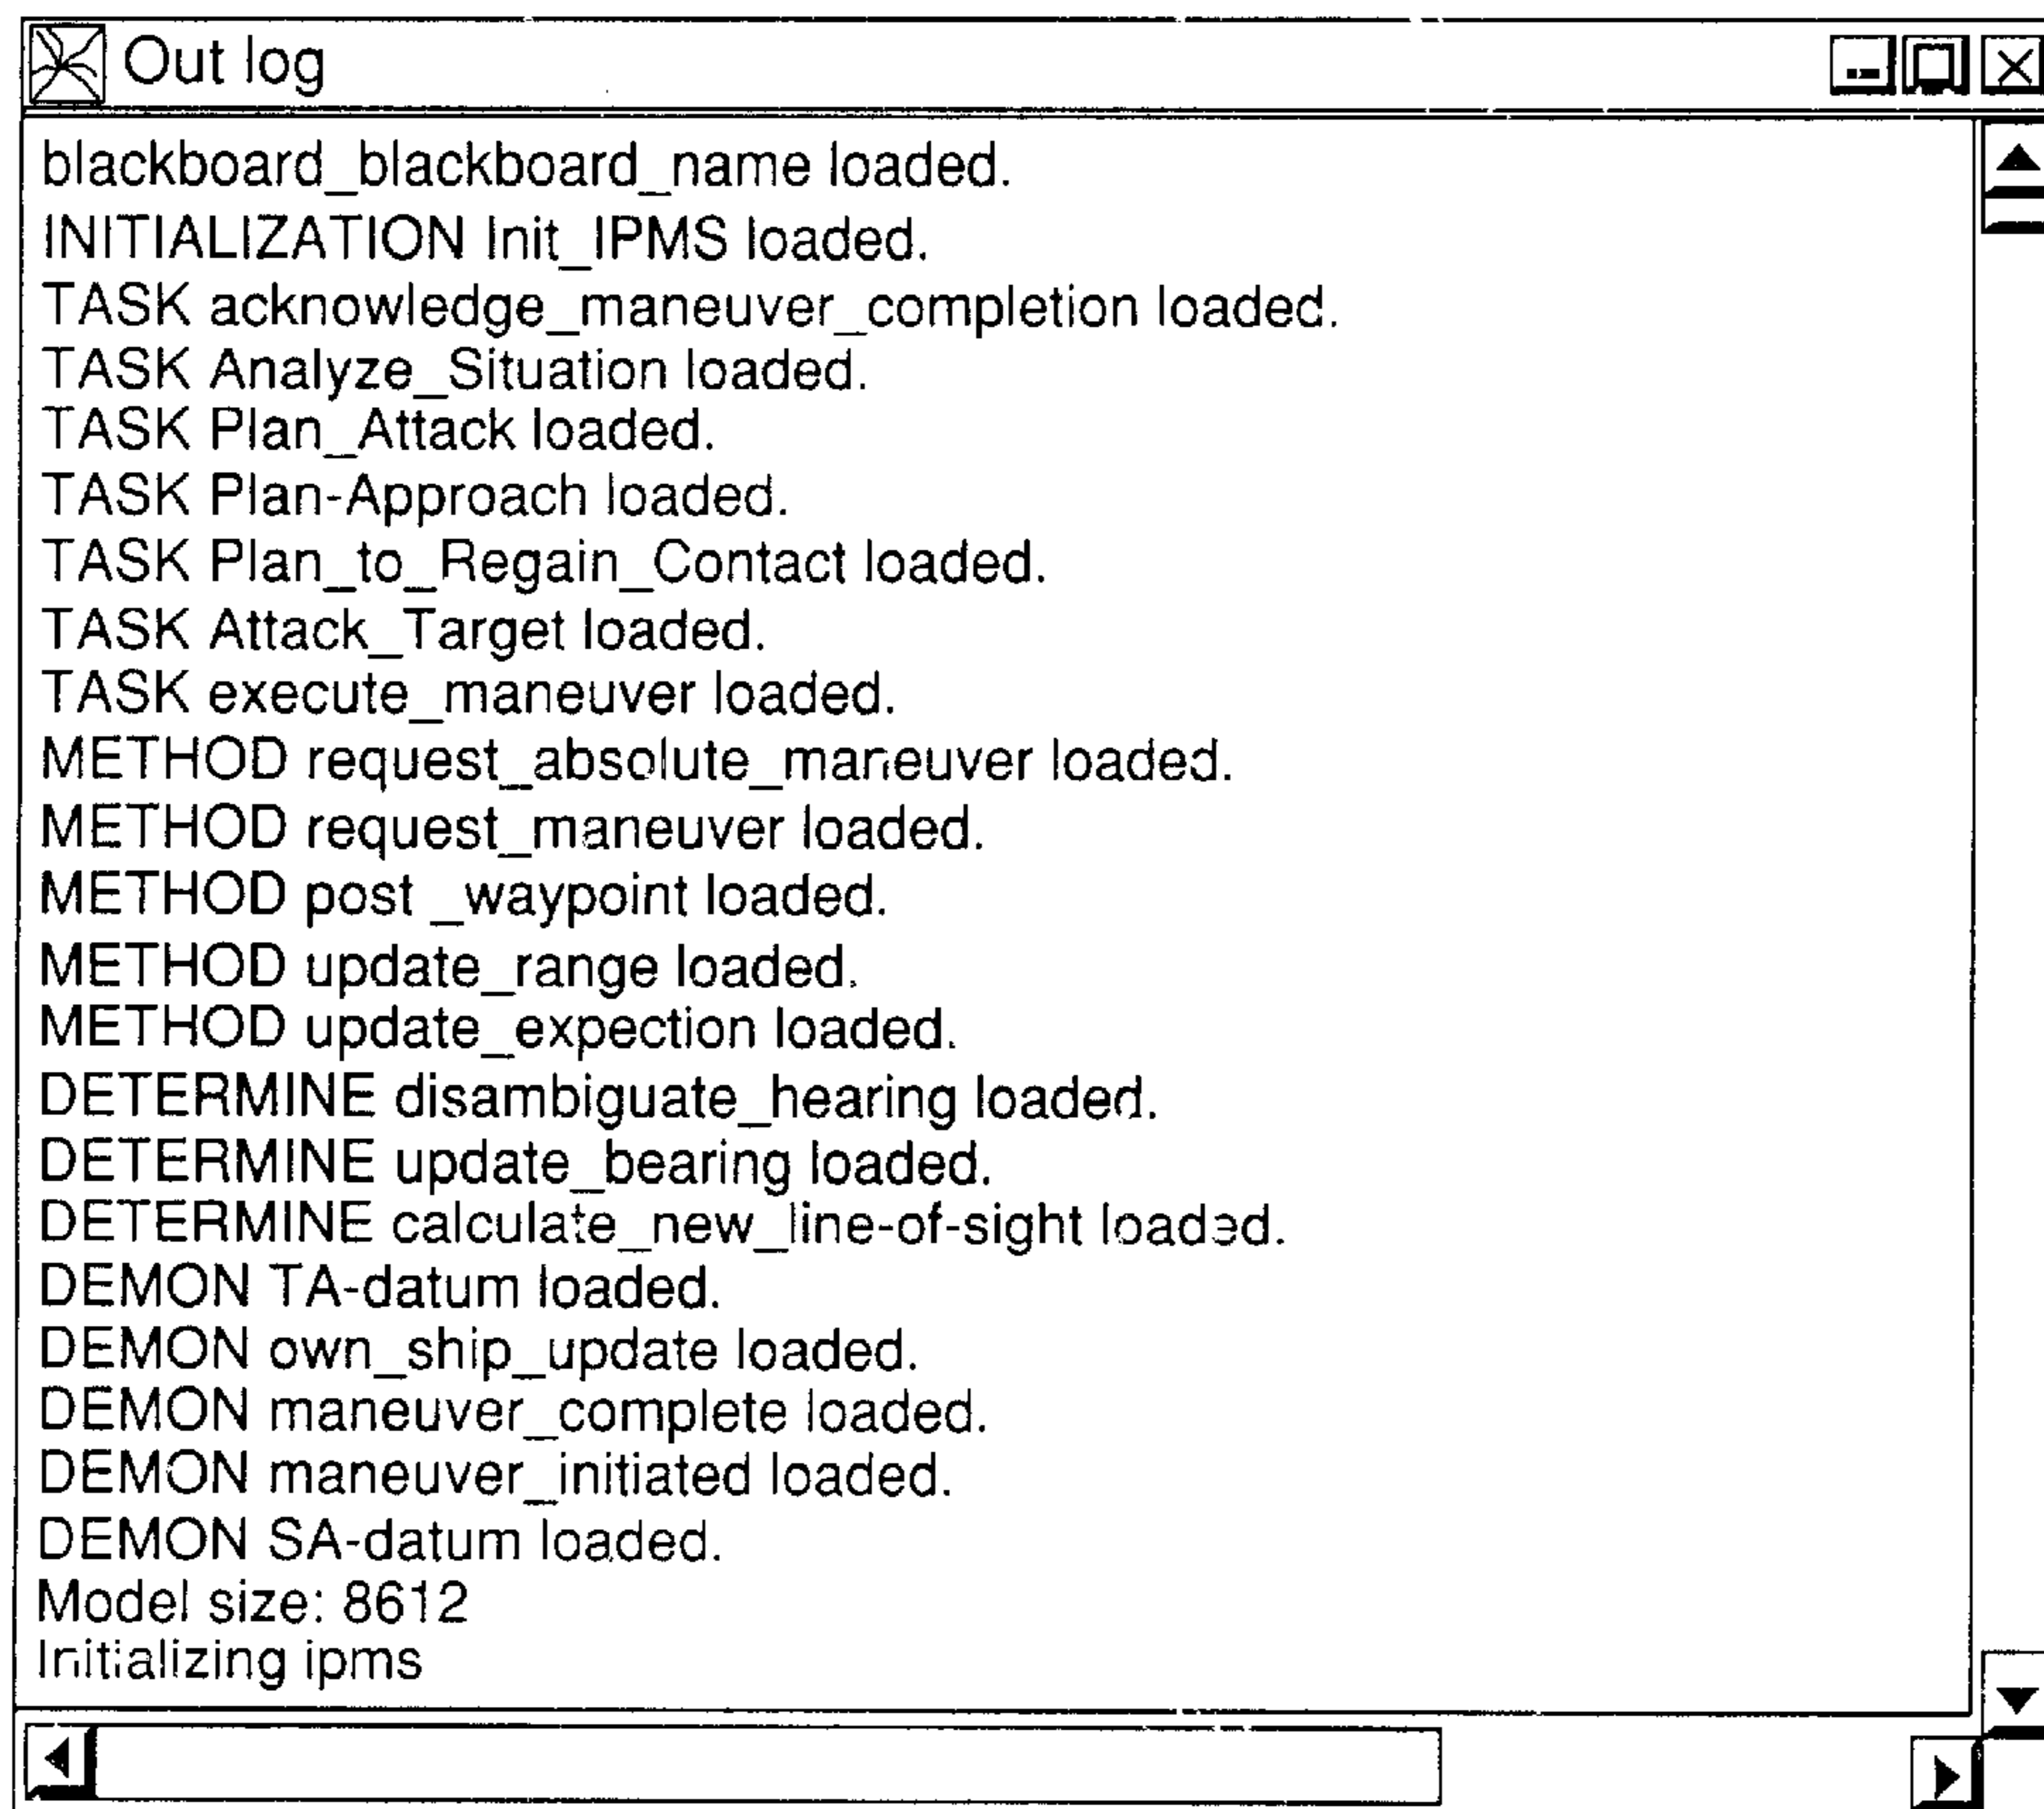 Out log
blackboard_blackboard_name loaded.
INITIALIZATION Init_IPMS loaded.
TASK acknowledge_maneuver_completion loaded.
TASK Analyze_Situation loaded.
TASK Plan_Attack loaded.
TASK Plan-Approach loaded.
TASK Plan_to_Regain_Contact loaded.
TASK Attack_Target loaded.
TASK execute_maneuver loaded.
METHOD request_absolute_maneuver loaded.
METHOD request_maneuver loaded.
METHOD post _waypoint loaded.
METHOD update_range loaded.
METHOD update_expection loaded.
DETERMINE disambiguate_hearing loaded.
DETERMINE update_bearing loaded.
DETERMINE calculate_new_line-of-sight loaded.
DEMON TA-datum loaded.
DEMON own_ship_update loaded.
DEMON maneuver_complete loaded.
DEMON maneuver_initiated loaded.
DEMON SA-datum loaded.
Model size: 8612
Initializing ipms